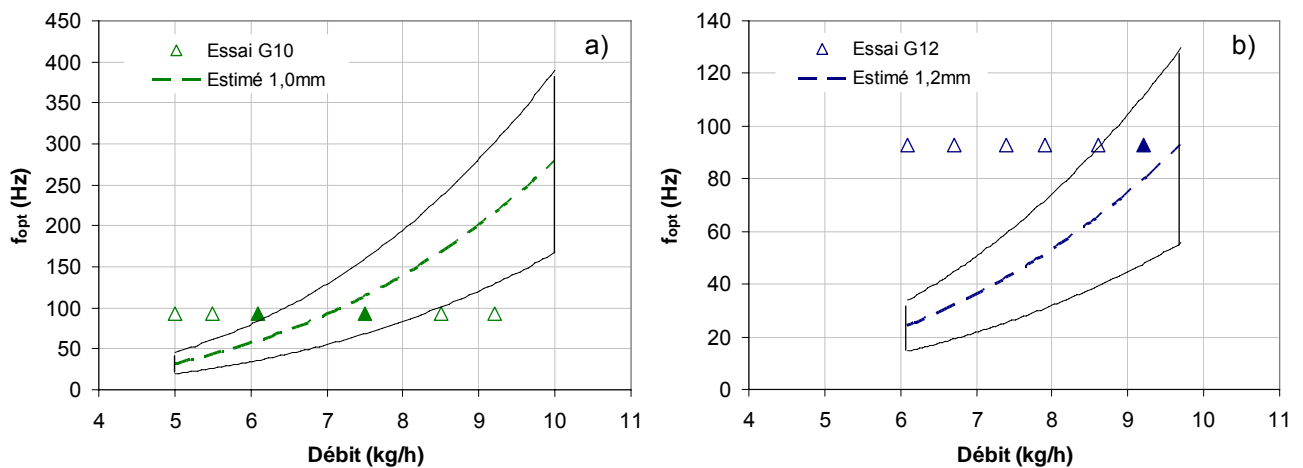 a)
Essai G10
Estimé 1,0mm
450
400
350
300
250
200
150
100
50
0
fopt (Hz)
4 5 6 7 8 9 10 11
Débit (kg/h)
b)
Essai G12
Estimé 1,2mm
140
120
100
80
60
40
20
0
fopt (Hz)
4 5 6 7 8 9 10 11
Débit (kg/h)